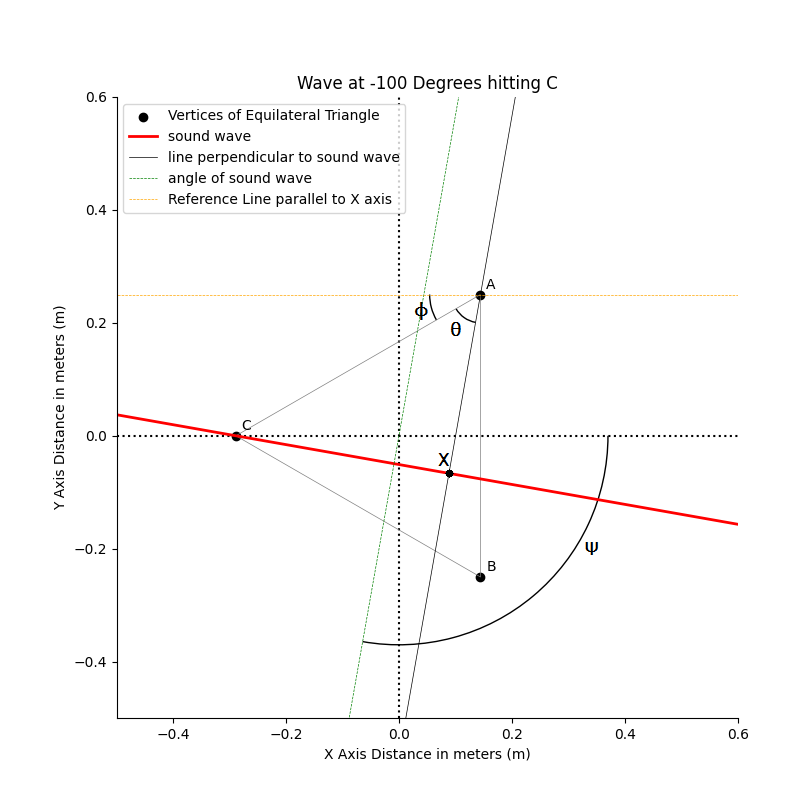 Wave at -100 Degrees hitting C
0.6
Vertices of Equilateral Triangle
sound wave
line perpendicular to sound wave
angle of sound wave
Reference Line parallel to X axis
0.4
A
ϕ
θ
0.2
C
0.0
X
ψ
B
−0.2
−0.4
Y Axis Distance in meters (m)
−0.4 −0.2 0.0 0.2 0.4 0.6
X Axis Distance in meters (m)